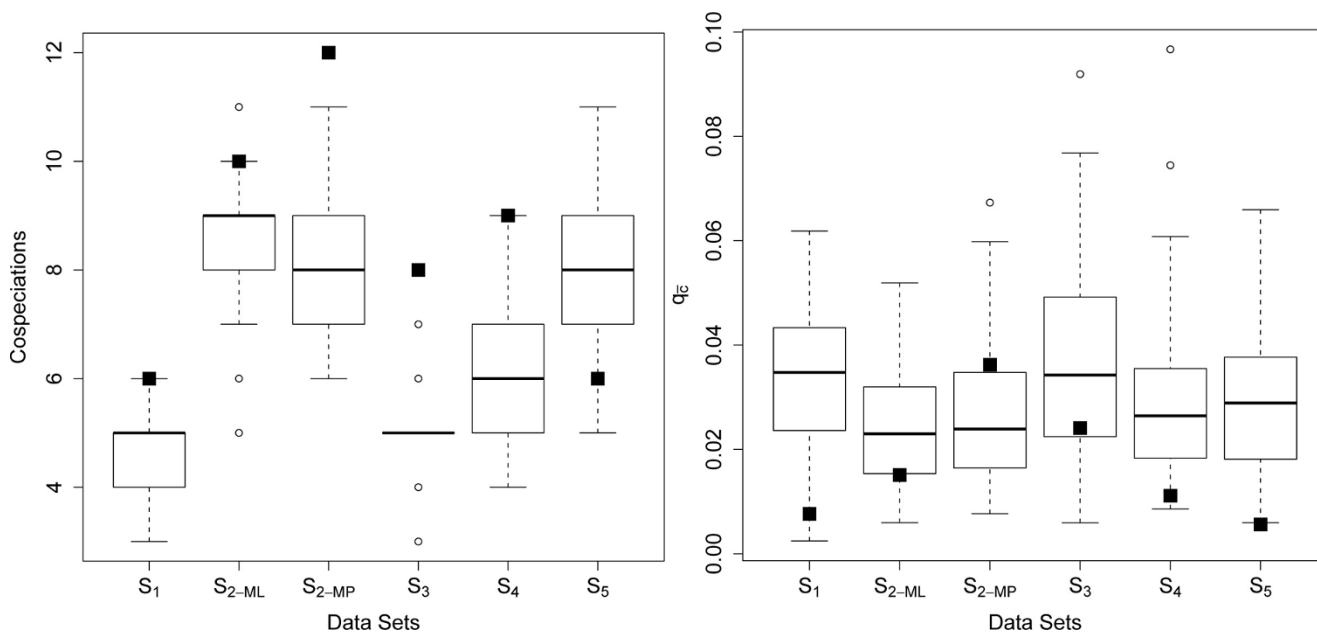 Cospeciations
12
10
8
6
4
S1 S2−ML S2−MP S3 S4 S5
Data Sets
qc̄
0.10
0.08
0.06
0.04
0.02
0.00
S1 S2−ML S2−MP S3 S4 S5
Data Sets